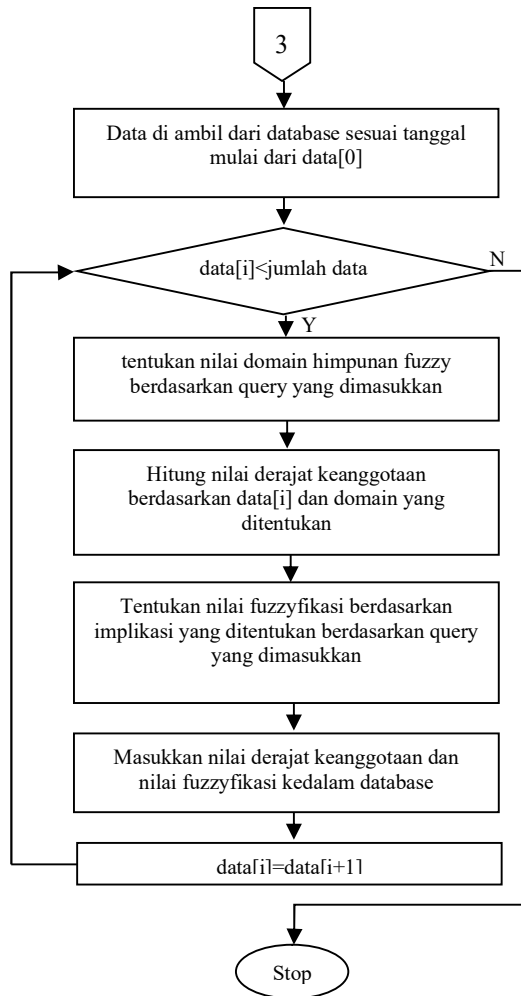 3
Data di ambil dari database sesuai tanggal
mulai dari data[0]
data[i]<jumlah data
N
Y
tentukan nilai domain himpunan fuzzy
berdasarkan query yang dimasukkan
Hitung nilai derajat keanggotaan
berdasarkan data[i] dan domain yang
ditentukan
Tentukan nilai fuzzyfikasi berdasarkan
implikasi yang ditentukan berdasarkan query
yang dimasukkan
Masukkan nilai derajat keanggotaan dan
nilai fuzzyfikasi kedalam database
data[i]=data[i+1]
Stop